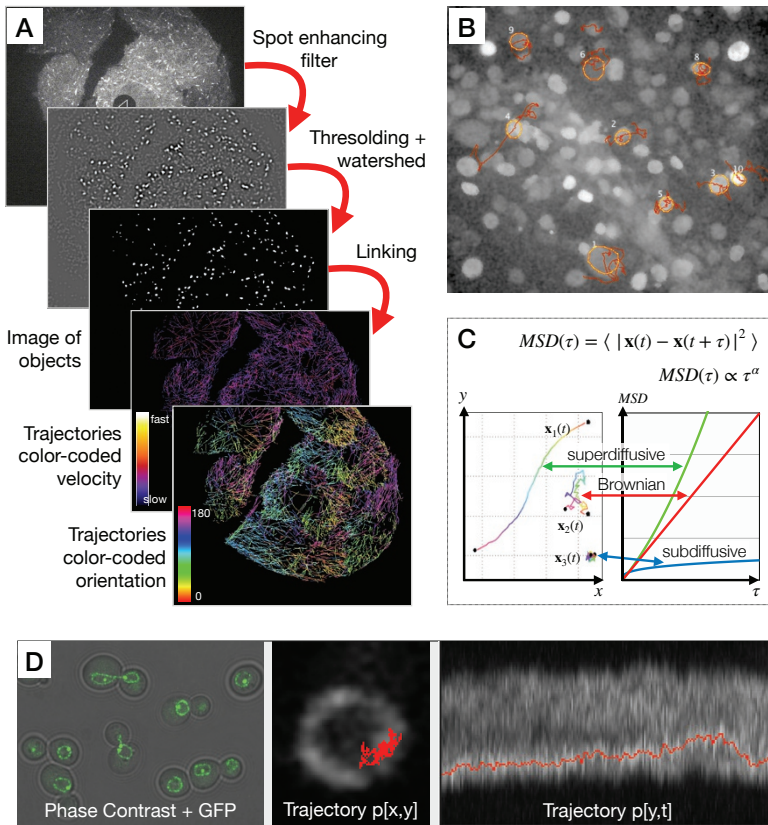 A
Spot enhancing
filter
Thresolding +
watershed
Linking
Image of
objects
Trajectories
color-coded
velocity
fast
slow
Trajectories
color-coded
orientation
180
0
B
9
6
8
4
2
3
10
5
1
C
MSD(τ) = ⟨ | x(t) − x(t + τ) |² ⟩
MSD(τ) ∝ τᵅ
y
MSD
x₁(t)
superdiffusive
Brownian
x₂(t)
x₃(t)
subdiffusive
x
τ
D
Phase Contrast + GFP
Trajectory p[x,y]
Trajectory p[y,t]